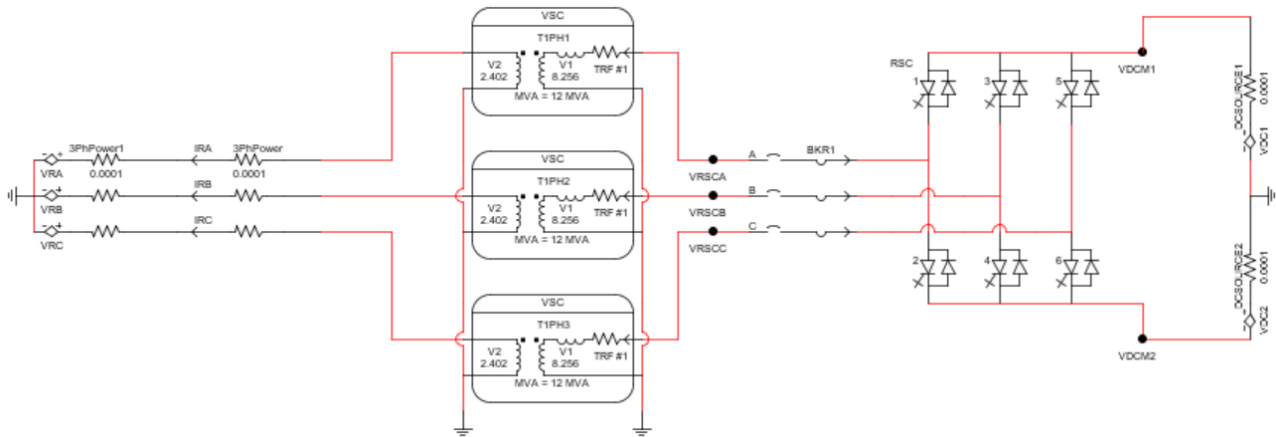 VSC
T1PH1
V2
2.402
V1
8.256
TRF #1
MVA = 12 MVA
VSC
T1PH2
V2
2.402
V1
8.256
TRF #1
MVA = 12 MVA
VSC
T1PH3
V2
2.402
V1
8.256
TRF #1
MVA = 12 MVA
3PhPower1
0.0001
IRA
3PhPower
0.0001
VRA
IRB
VRB
IRC
VRC
A
BKR1
VRSCA
B
VRSCB
C
VRSCC
RSC
1
3
5
2
4
6
VDCM1
VDCM2
_DCSOURCE1
0.0001
VDC1
_DCSOURCE2
0.0001
VDC2